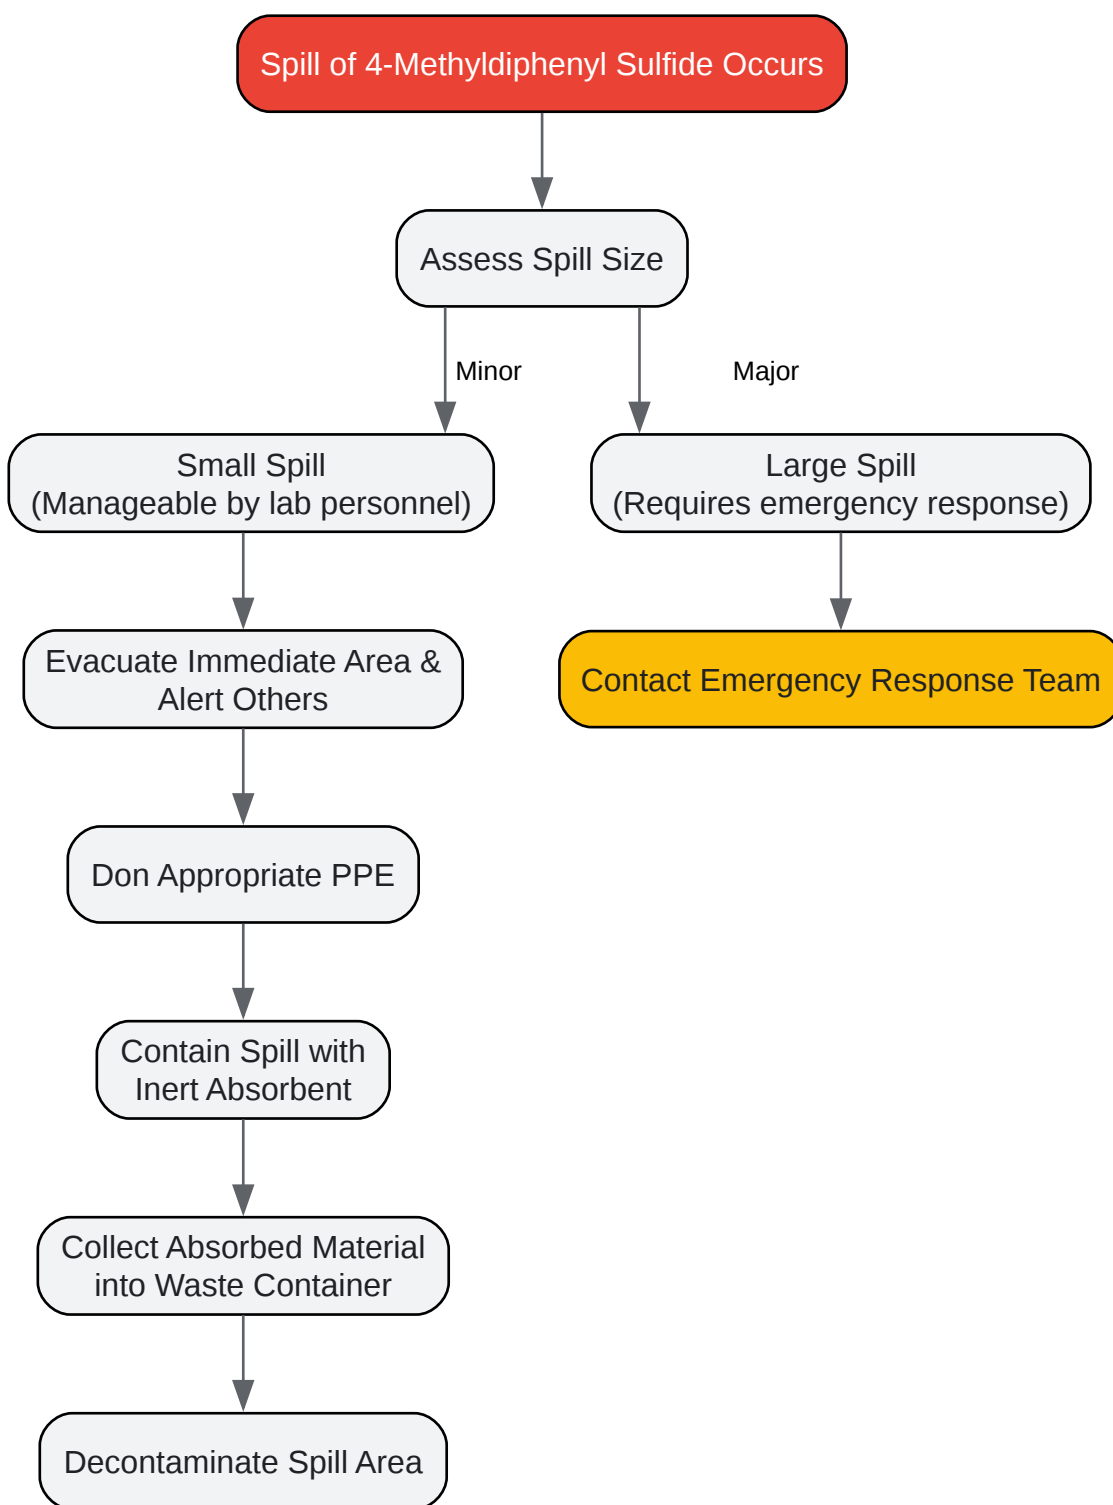 Spill of 4-Methyldiphenyl Sulfide Occurs
Assess Spill Size
Minor
Major
Small Spill
(Manageable by lab personnel)
Large Spill
(Requires emergency response)
Evacuate Immediate Area &
Alert Others
Contact Emergency Response Team
Don Appropriate PPE
Contain Spill with
Inert Absorbent
Collect Absorbed Material
into Waste Container
Decontaminate Spill Area